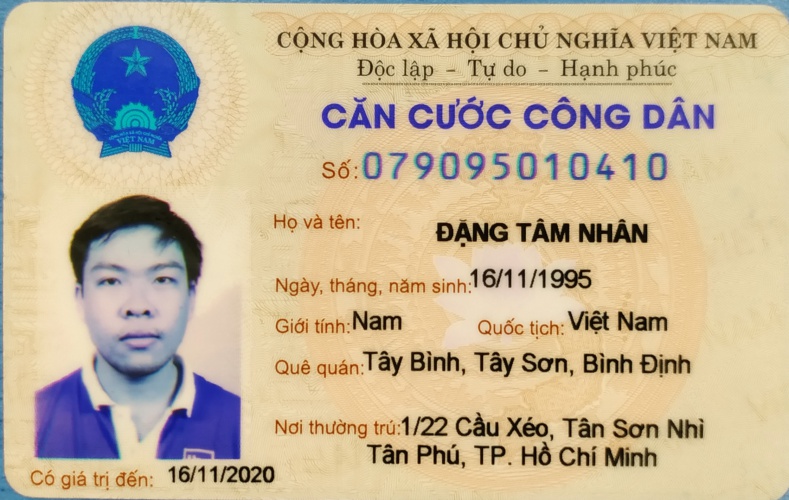 CỘNG HÒA XÃ HỘI CHỦ NGHĨA VIỆT NAM
Độc lập – Tự do – Hạnh phúc
CĂN CƯỚC CÔNG DÂN
Số: 079095010410
Họ và tên: ĐẶNG TÂM NHÂN
Ngày, tháng, năm sinh: 16/11/1995
Giới tính: Nam Quốc tịch: Việt Nam
Quê quán: Tây Bình, Tây Sơn, Bình Định
Nơi thường trú: 1/22 Cầu Xéo, Tân Sơn Nhì
Tân Phú, TP. Hồ Chí Minh
Có giá trị đến: 16/11/2020
VIỆT NAM